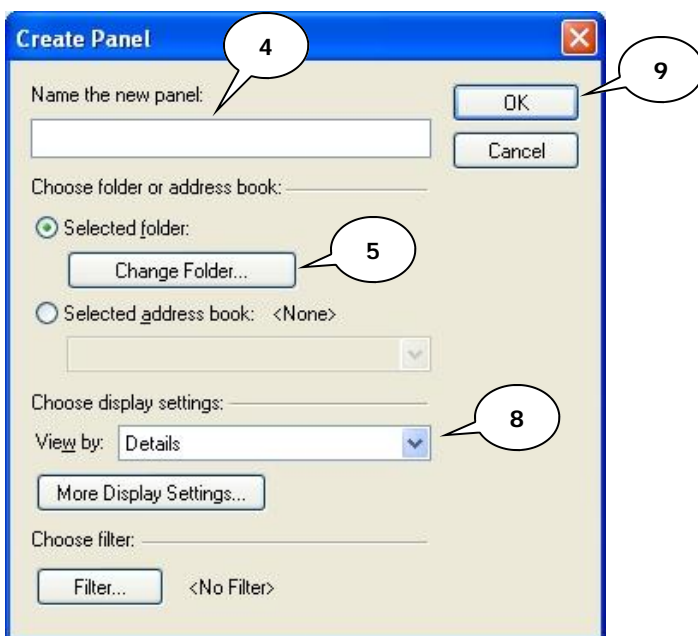 Create Panel
4
9
Name the new panel:
OK
Cancel
Choose folder or address book:
Selected folder:
5
Change Folder...
Selected address book: <None>
Choose display settings:
8
View by: Details
More Display Settings...
Choose filter:
Filter... <No Filter>